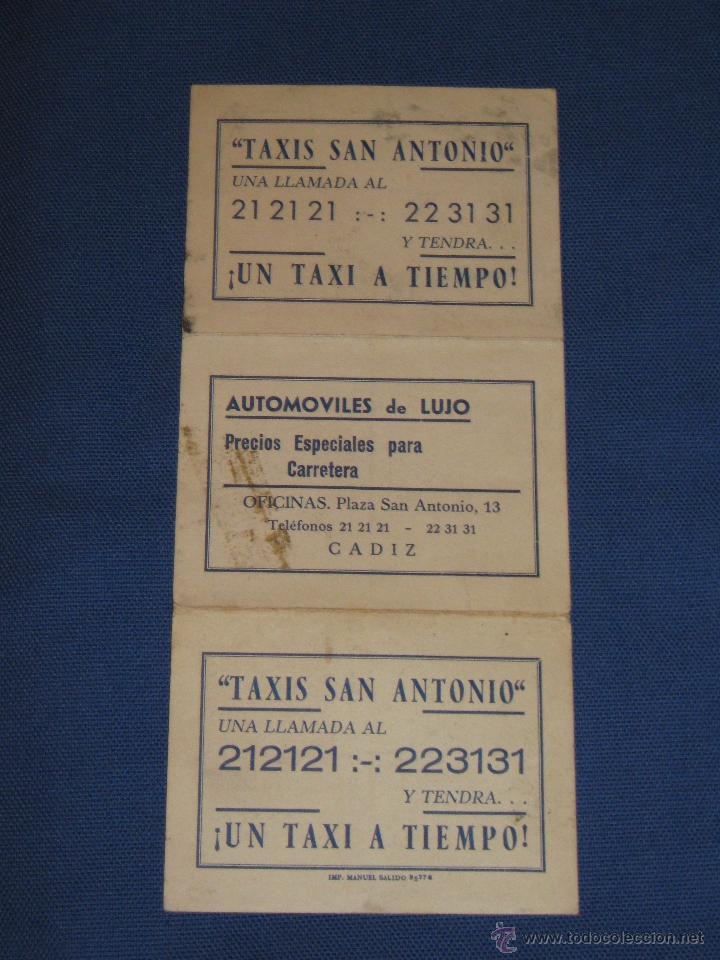 "TAXIS SAN ANTONIO"
UNA LLAMADA AL
21 21 21 :-: 22 31 31
Y TENDRA. . .
¡UN TAXI A TIEMPO!
AUTOMOVILES de LUJO
Precios Especiales para
Carretera
OFICINAS. Plaza San Antonio, 13
Teléfonos 21 21 21 - 22 31 31
CADIZ
"TAXIS SAN ANTONIO"
UNA LLAMADA AL
212121 :-: 223131
Y TENDRA. . .
¡UN TAXI A TIEMPO!
IMP. MANUEL SALIDO
www.todocoleccion.net